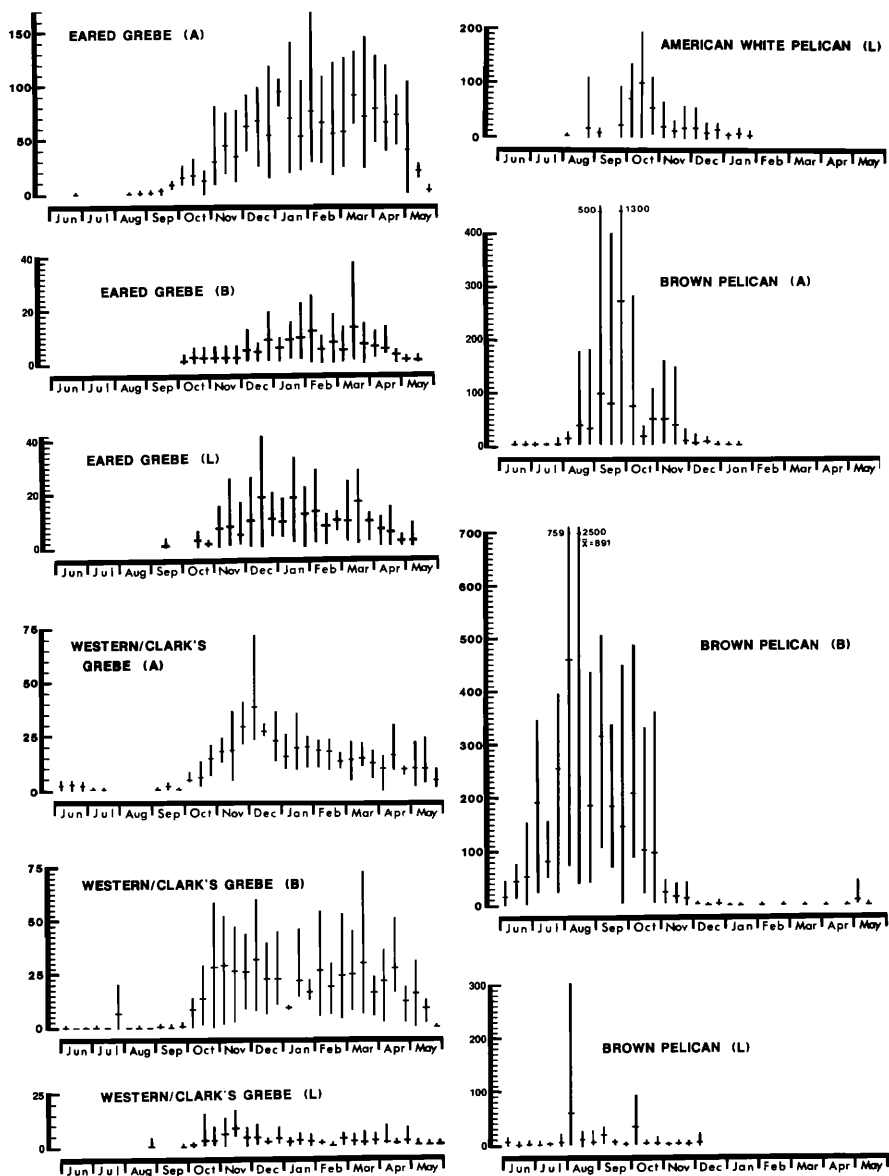 EARED GREBE (A)
150
100
50
0
Jun Jul Aug Sep Oct Nov Dec Jan Feb Mar Apr May
EARED GREBE (B)
40
20
0
Jun Jul Aug Sep Oct Nov Dec Jan Feb Mar Apr May
EARED GREBE (L)
40
20
0
Jun Jul Aug Sep Oct Nov Dec Jan Feb Mar Apr May
WESTERN/CLARK'S
GREBE (A)
75
50
25
0
Jun Jul Aug Sep Oct Nov Dec Jan Feb Mar Apr May
WESTERN/CLARK'S GREBE (B)
75
50
25
0
Jun Jul Aug Sep Oct Nov Dec Jan Feb Mar Apr May
WESTERN/CLARK'S GREBE (L)
25
0
Jun Jul Aug Sep Oct Nov Dec Jan Feb Mar Apr May
AMERICAN WHITE PELICAN (L)
200
100
0
Jun Jul Aug Sep Oct Nov Dec Jan Feb Mar Apr May
500 1300
BROWN PELICAN (A)
400
300
200
100
0
Jun Jul Aug Sep Oct Nov Dec Jan Feb Mar Apr May
759 2500
x̄=891
BROWN PELICAN (B)
700
600
500
400
300
200
100
0
Jun Jul Aug Sep Oct Nov Dec Jan Feb Mar Apr May
BROWN PELICAN (L)
300
200
100
0
Jun Jul Aug Sep Oct Nov Dec Jan Feb Mar Apr May